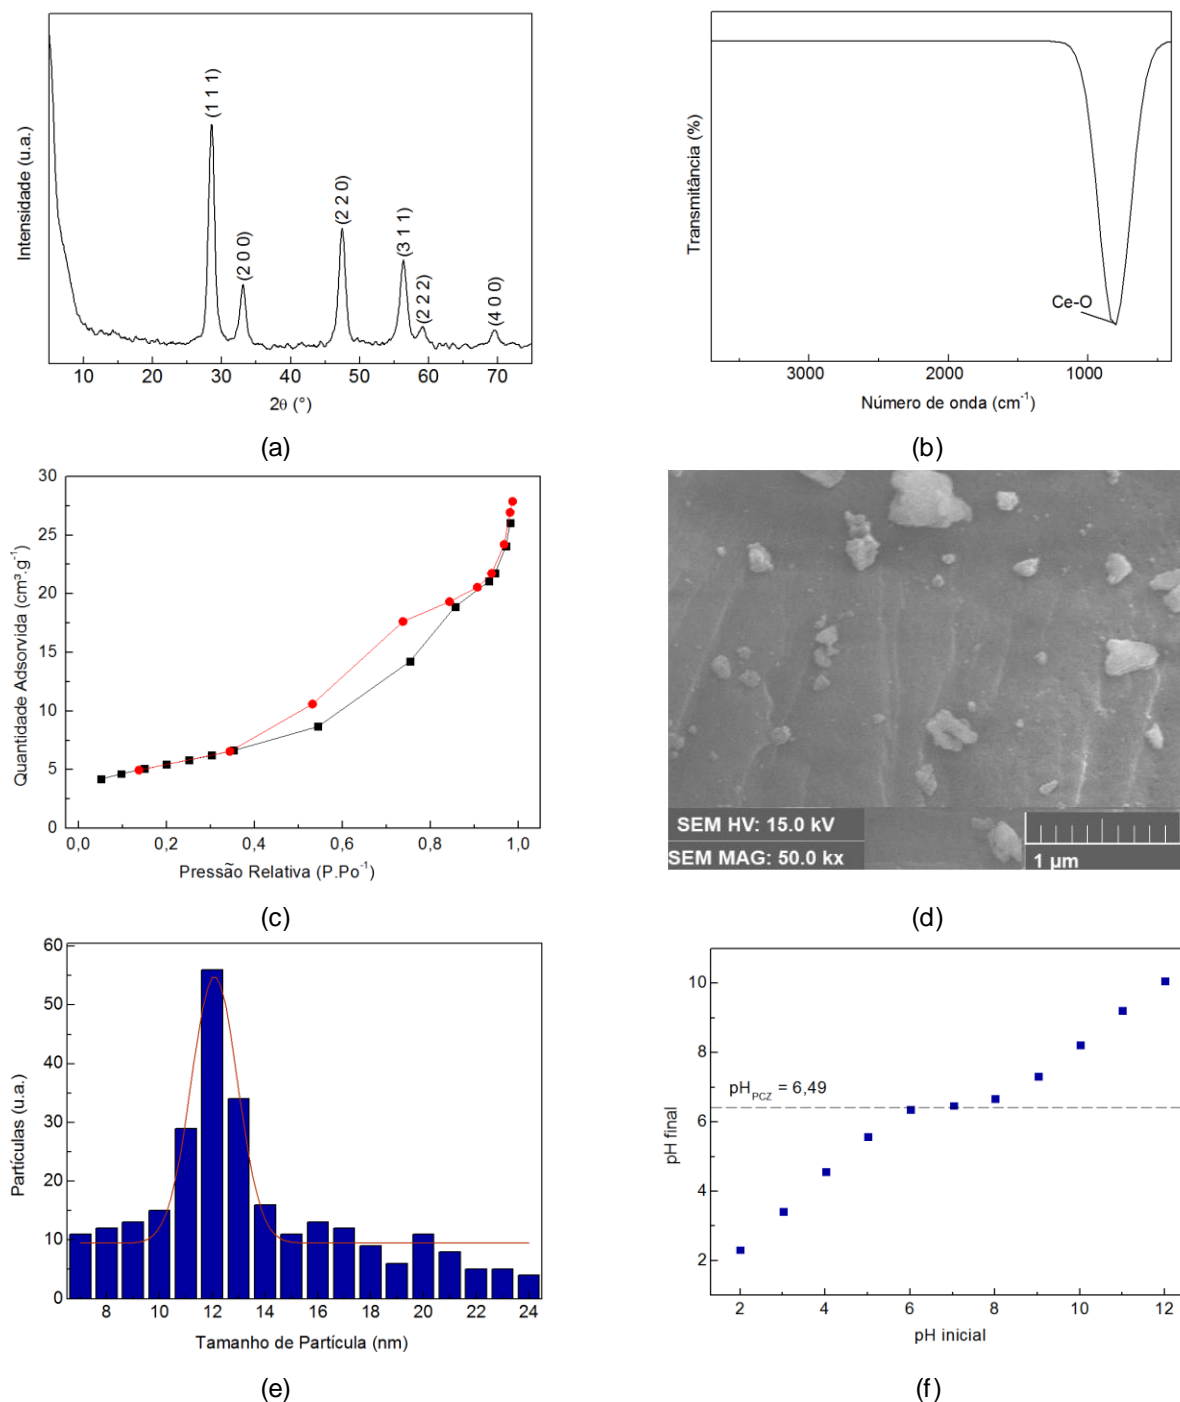 Intensidade (u.a.)
(1 1 1)
(2 0 0)
(2 2 0)
(3 1 1)
(2 2 2)
(4 0 0)
10 20 30 40 50 60 70
2θ (°)
(a)
Transmitância (%)
Ce-O
3000 2000 1000
Número de onda (cm-1)
(b)
Quantidade Adsorvida (cm³.g-1)
30
25
20
15
10
5
0
0,0 0,2 0,4 0,6 0,8 1,0
Pressão Relativa (P.Po-1)
(c)
SEM HV: 15.0 kV
SEM MAG: 50.0 kx
1 µm
(d)
Partículas (u.a.)
60
50
40
30
20
10
0
8 10 12 14 16 18 20 22 24
Tamanho de Partícula (nm)
(e)
pH final
10
8
6
4
2
pHPCZ = 6,49
2 4 6 8 10 12
pH inicial
(f)